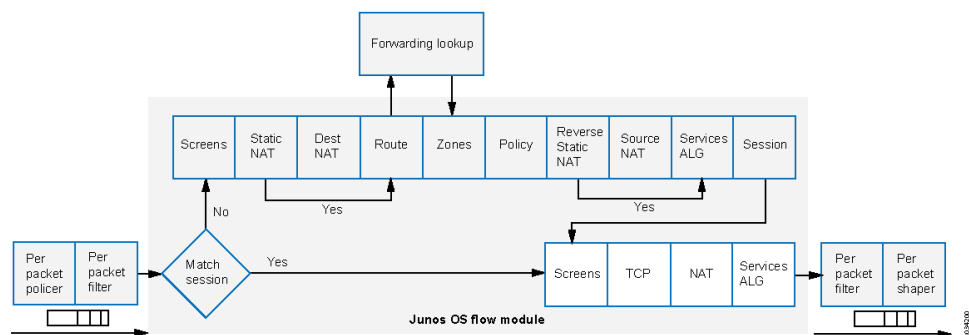 Forwarding lookup
Screens
Static
NAT
Dest
NAT
Route
Zones
Policy
Reverse
Static
NAT
Source
NAT
Services
ALG
Session
No
Yes
Yes
Per
packet
policer
Per
packet
filter
Match
session
Yes
Screens
TCP
NAT
Services
ALG
Per
packet
filter
Per
packet
shaper
Junos OS flow module
034200